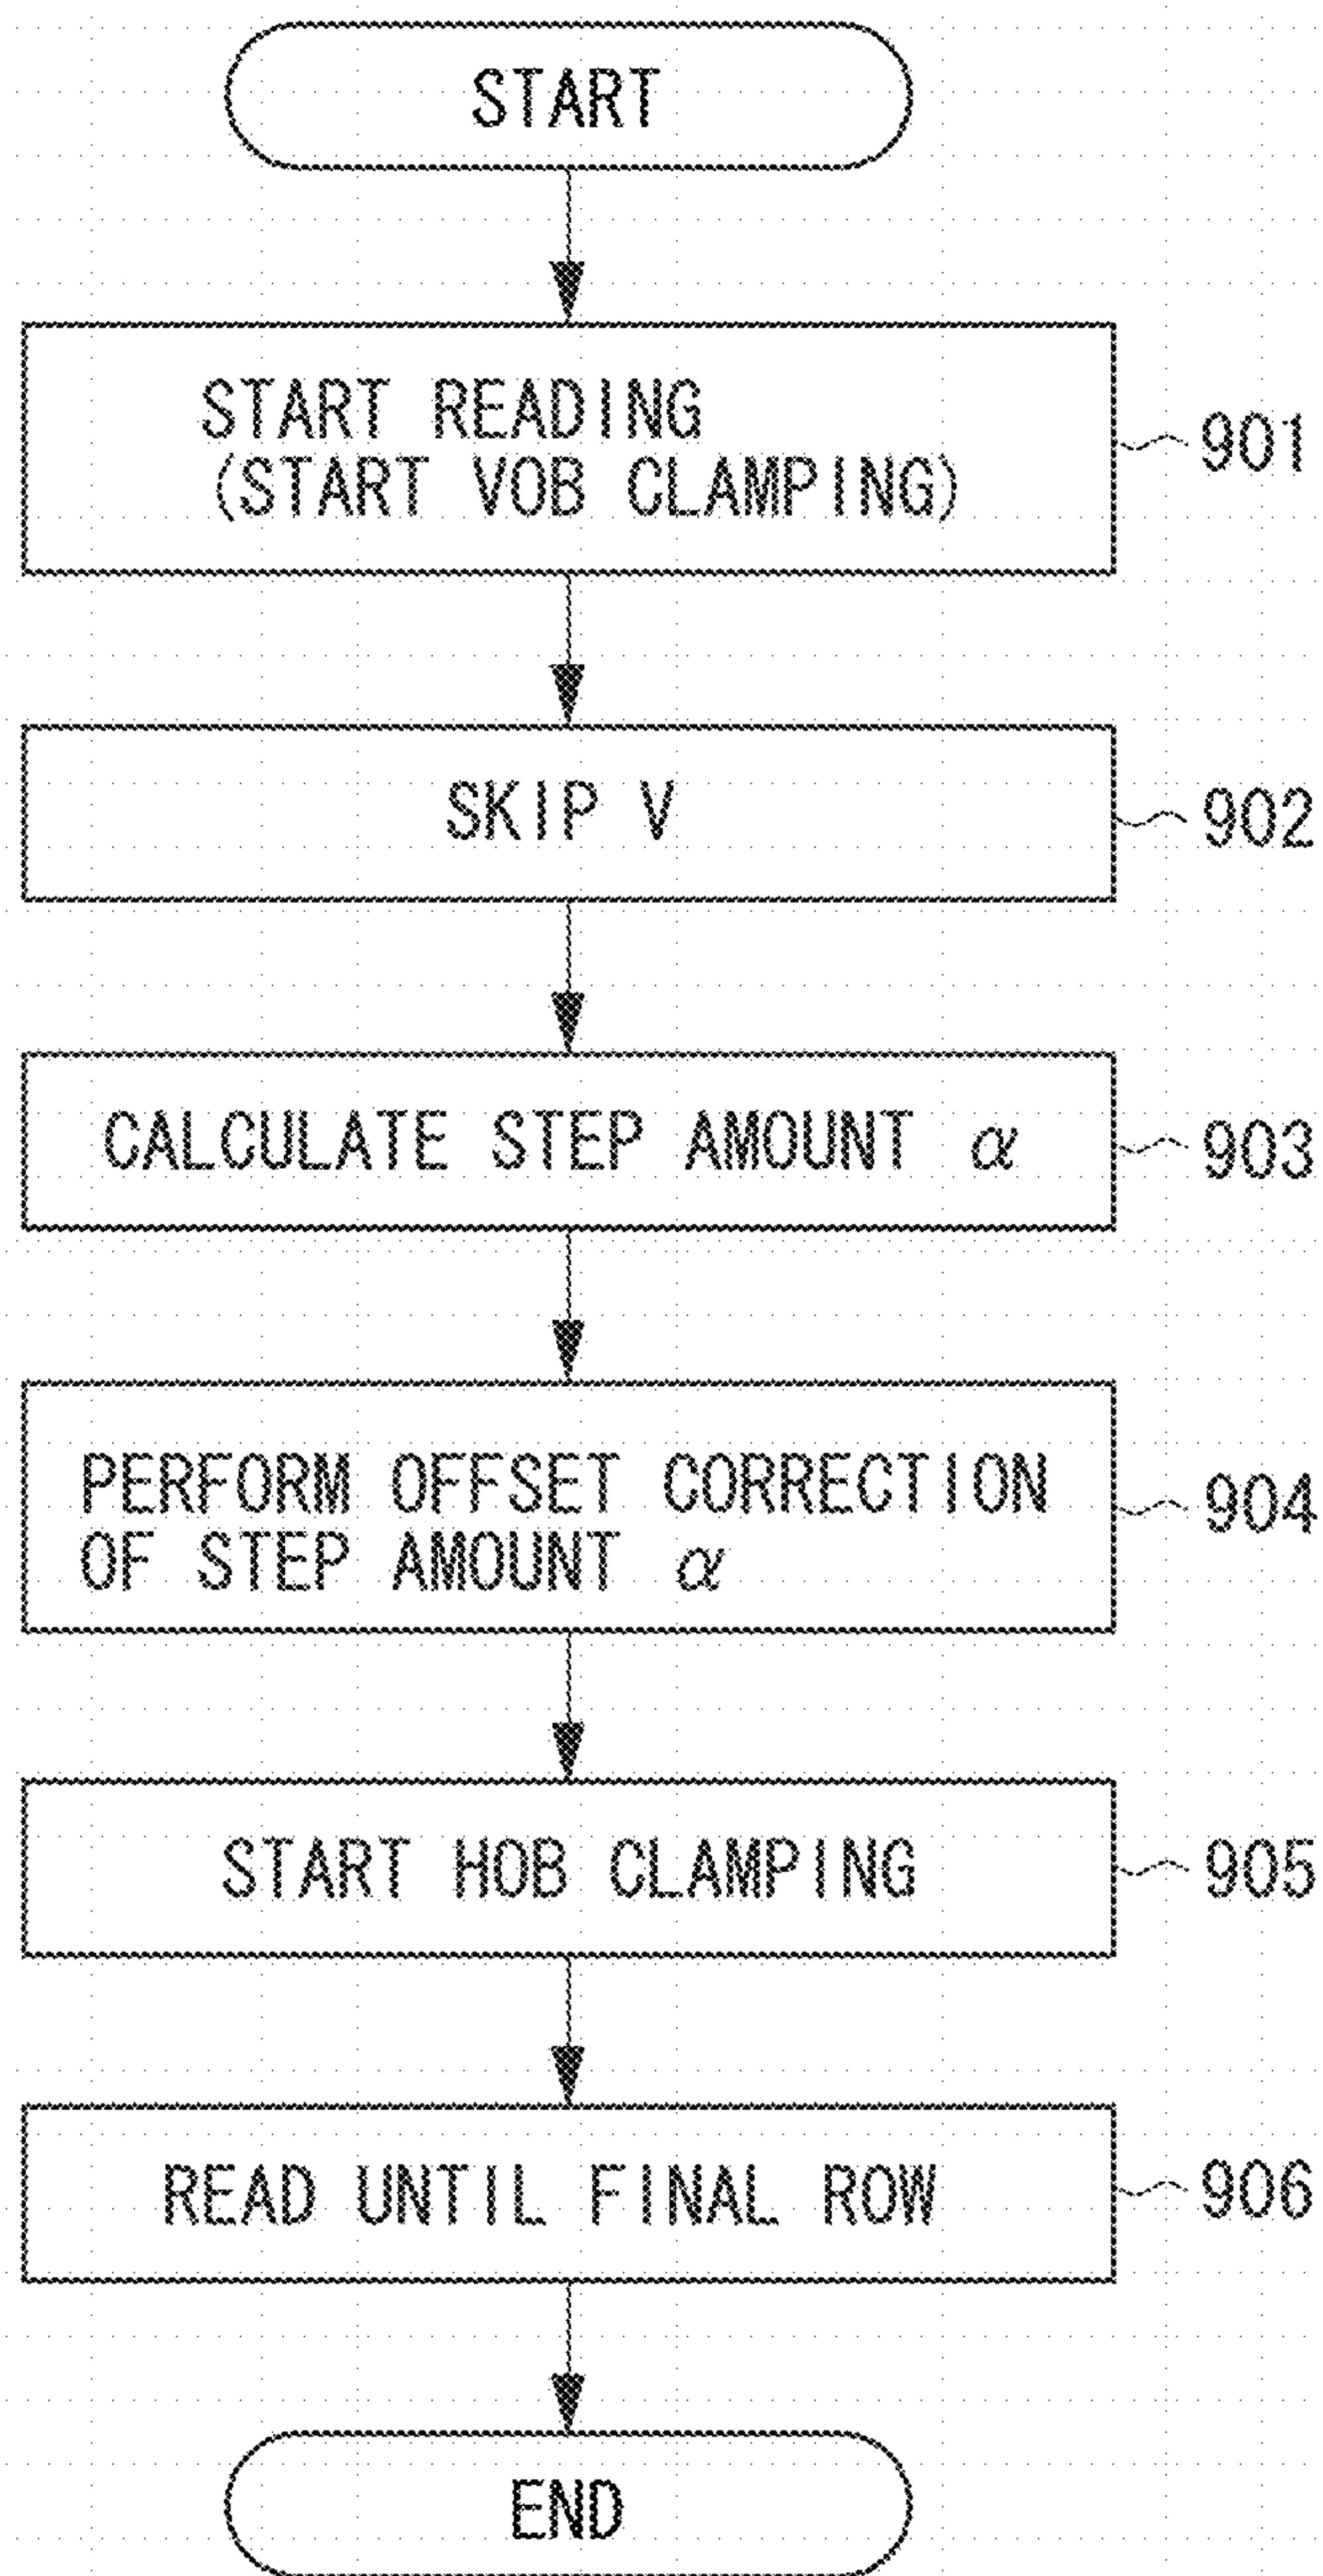 START
START READING
(START VOB CLAMPING)
901
SKIP V
902
CALCULATE STEP AMOUNT α
903
PERFORM OFFSET CORRECTION
OF STEP AMOUNT α
904
START HOB CLAMPING
905
READ UNTIL FINAL ROW
906
END